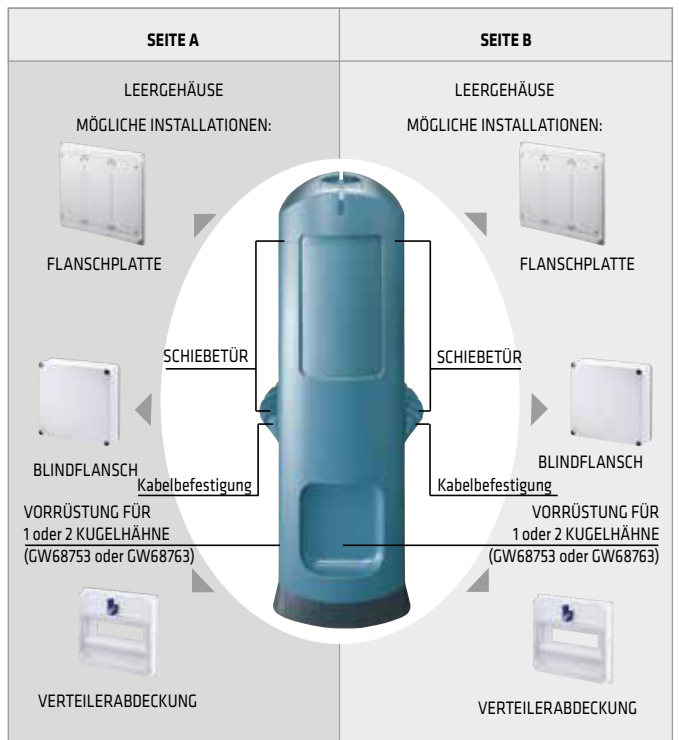 SEITE A
SEITE B
LEERGEHÄUSE
MÖGLICHE INSTALLATIONEN:
FLANSCHPLATTE
SCHIEBETÜR
BLINDFLANSCH
Kabelbefestigung
VORRÜSTUNG FÜR
1 oder 2 KUGELHÄHNE
(GW68753 oder GW68763)
VERTEILERABDECKUNG
LEERGEHÄUSE
MÖGLICHE INSTALLATIONEN:
FLANSCHPLATTE
SCHIEBETÜR
BLINDFLANSCH
Kabelbefestigung
VORRÜSTUNG FÜR
1 oder 2 KUGELHÄHNE
(GW68753 oder GW68763)
VERTEILERABDECKUNG